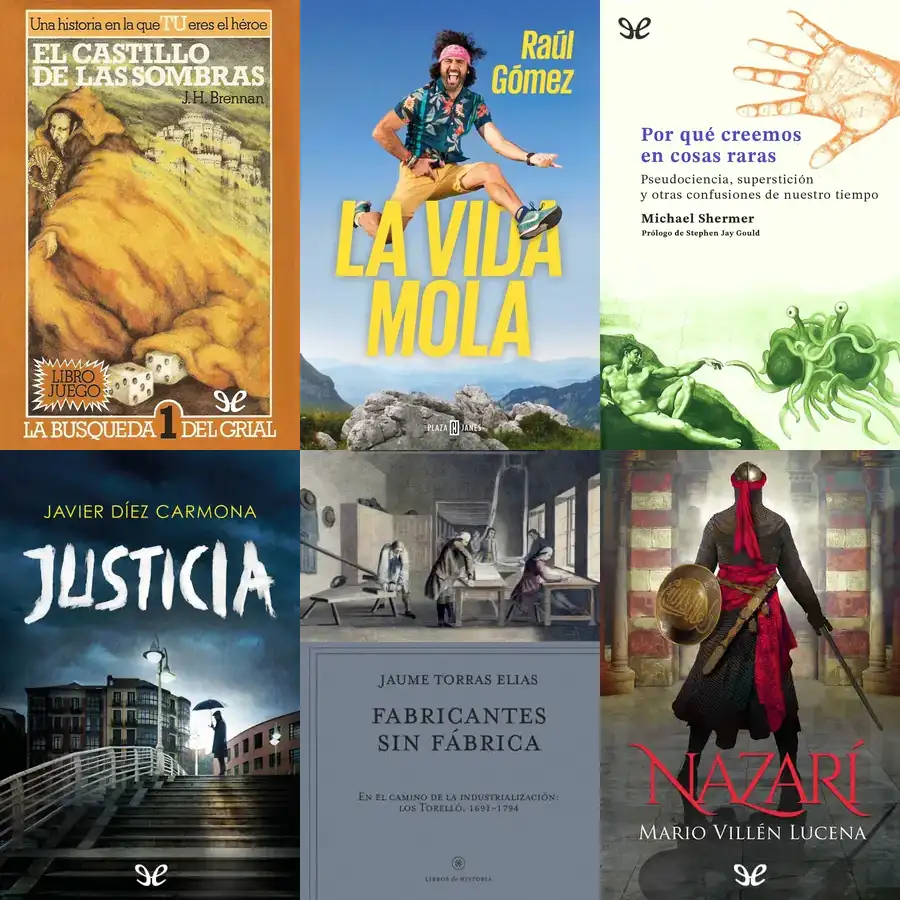 Una historia en la que TU eres el héroe
EL CASTILLO
DE LAS SOMBRAS
J.H. Brennan
LIBRO
JUEGO
LA BUSQUEDA 1 DEL GRIAL
Raúl
Gómez
LA VIDA
MOLA
PLAZA JANÉS
Por qué creemos
en cosas raras
Pseudociencia, superstición
y otras confusiones de nuestro tiempo
Michael Shermer
Prólogo de Stephen Jay Gould
JAVIER DÍEZ CARMONA
JUSTICIA
JAUME TORRAS ELIAS
FABRICANTES
SIN FÁBRICA
EN EL CAMINO DE LA INDUSTRIALIZACIÓN:
LOS TORELLÓ, 1691-1794
LIBROS de HISTORIA
NAZARÍ
MARIO VILLÉN LUCENA